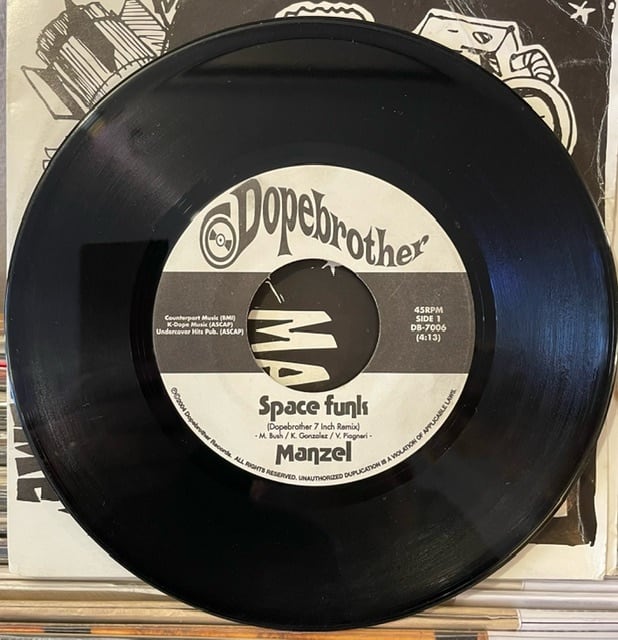 Dopebrother
Counterpart Music (BMI)
K-Dope Music (ASCAP)
Undercover Hits Pub. (ASCAP)
45RPM
SIDE 1
DB-7006
(4:13)
MA
Space funk
(Dopebrother 7 Inch Remix)
- M. Bush / K. Gonzalez / V. Piagneri -
Manzel
℗©2004 Dopebrother Records. ALL RIGHTS RESERVED. UNAUTHORIZED DUPLICATION IS A VIOLATION OF APPLICABLE LAWS.